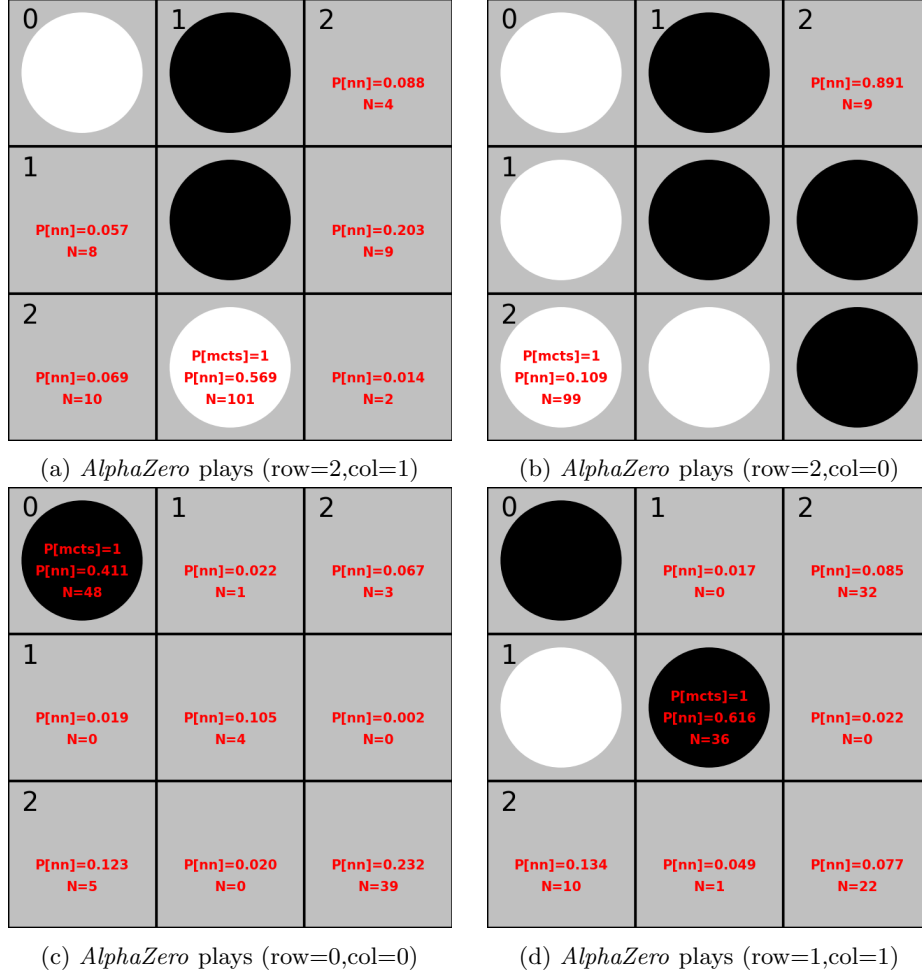 0
1
2
P[nn]=0.088
N=4
1
P[nn]=0.057
N=8
P[nn]=0.203
N=9
2
P[nn]=0.069
N=10
P[mcts]=1
P[nn]=0.569
N=101
P[nn]=0.014
N=2
(a) AlphaZero plays (row=2,col=1)
0
1
2
P[nn]=0.891
N=9
1
2
P[mcts]=1
P[nn]=0.109
N=99
(b) AlphaZero plays (row=2,col=0)
0
P[mcts]=1
P[nn]=0.411
N=48
1
P[nn]=0.022
N=1
2
P[nn]=0.067
N=3
1
P[nn]=0.019
N=0
P[nn]=0.105
N=4
P[nn]=0.002
N=0
2
P[nn]=0.123
N=5
P[nn]=0.020
N=0
P[nn]=0.232
N=39
(c) AlphaZero plays (row=0,col=0)
0
1
P[nn]=0.017
N=0
2
P[nn]=0.085
N=32
1
P[mcts]=1
P[nn]=0.616
N=36
P[nn]=0.022
N=0
2
P[nn]=0.134
N=10
P[nn]=0.049
N=1
P[nn]=0.077
N=22
(d) AlphaZero plays (row=1,col=1)